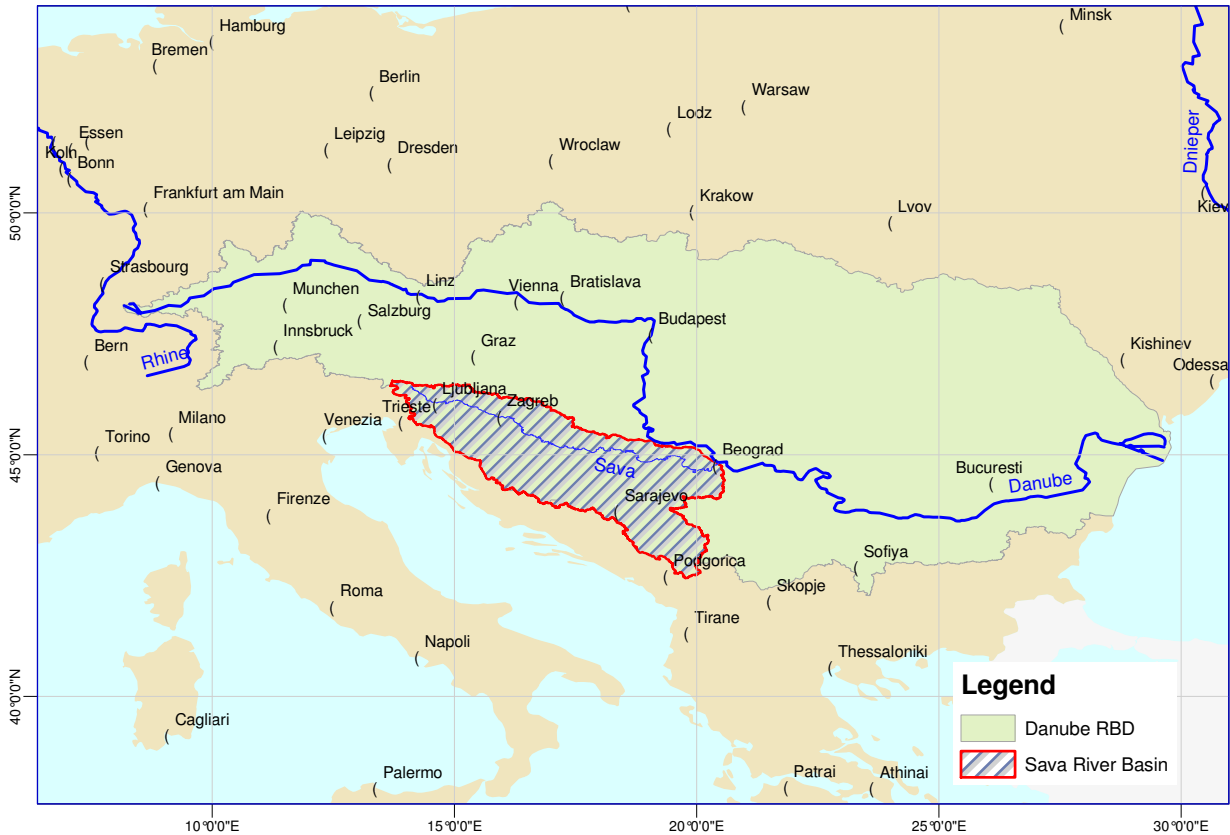 Hamburg
Minsk
Bremen
Berlin
Warsaw
Lodz
Essen
Leipzig
Koln
Bonn
Dresden
Wroclaw
Dnieper
Frankfurt am Main
Krakow
Lvov
Kiev
50°0'0"N
Strasbourg
Munchen
Linz
Vienna
Bratislava
Salzburg
Budapest
Innsbruck
Graz
Bern
Rhine
Kishinev
Odessa
Ljubljana
Trieste
Zagreb
Milano
Venezia
Torino
45°0'0"N
Genova
Sava
Beograd
Bucuresti
Danube
Firenze
Sarajevo
Podgorica
Sofiya
Roma
Skopje
Tirane
Napoli
Thessaloniki
40°0'0"N
Cagliari
Palermo
Patrai
Athinai
Legend
Danube RBD
Sava River Basin
10°0'0"E
15°0'0"E
20°0'0"E
25°0'0"E
30°0'0"E